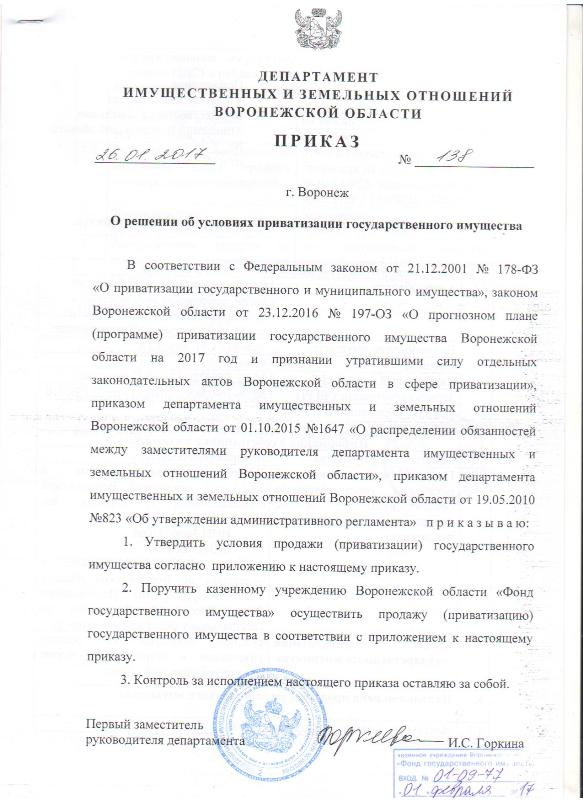 ДЕПАРТАМЕНТ
ИМУЩЕСТВЕННЫХ И ЗЕМЕЛЬНЫХ ОТНОШЕНИЙ
ВОРОНЕЖСКОЙ ОБЛАСТИ
ПРИКАЗ
26.01.2017 № 138
г. Воронеж
О решении об условиях приватизации государственного имущества
В соответствии с Федеральным законом от 21.12.2001 № 178-ФЗ
«О приватизации государственного и муниципального имущества», законом
Воронежской области от 23.12.2016 № 197-ОЗ «О прогнозном плане
(программе) приватизации государственного имущества Воронежской
области на 2017 год и признании утратившими силу отдельных
законодательных актов Воронежской области в сфере приватизации»,
приказом департамента имущественных и земельных отношений
Воронежской области от 01.10.2015 №1647 «О распределении обязанностей
между заместителями руководителя департамента имущественных и
земельных отношений Воронежской области», приказом департамента
имущественных и земельных отношений Воронежской области от 19.05.2010
№823 «Об утверждении административного регламента» п р и к а з ы в а ю:
1. Утвердить условия продажи (приватизации) государственного
имущества согласно приложению к настоящему приказу.
2. Поручить казенному учреждению Воронежской области «Фонд
государственного имущества» осуществить продажу (приватизацию)
государственного имущества в соответствии с приложением к настоящему
приказу.
3. Контроль за исполнением настоящего приказа оставляю за собой.
Первый заместитель
руководителя департамента И.С. Горкина
казенное учреждение
«Фонд государственного
ВХОД. № 01-09-77
01 февраля 17